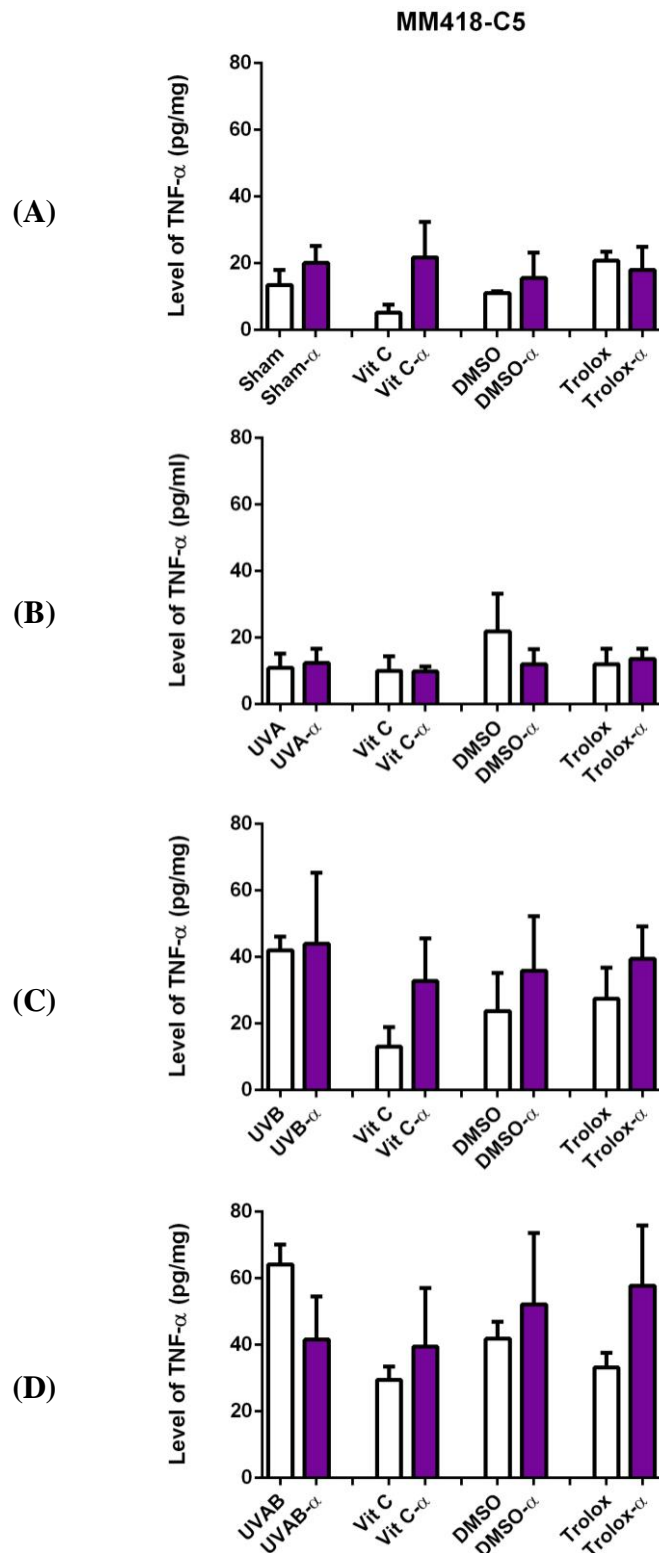 MM418-C5
(A)
Level of TNF-α (pg/mg)
80
60
40
20
0
Sham
Sham-α
Vit C
Vit C-α
DMSO
DMSO-α
Trolox
Trolox-α
(B)
Level of TNF-α (pg/ml)
80
60
40
20
0
UVA
UVA-α
Vit C
Vit C-α
DMSO
DMSO-α
Trolox
Trolox-α
(C)
Level of TNF-α (pg/mg)
80
60
40
20
0
UVB
UVB-α
Vit C
Vit C-α
DMSO
DMSO-α
Trolox
Trolox-α
(D)
Level of TNF-α (pg/mg)
80
60
40
20
0
UVAB
UVAB-α
Vit C
Vit C-α
DMSO
DMSO-α
Trolox
Trolox-α